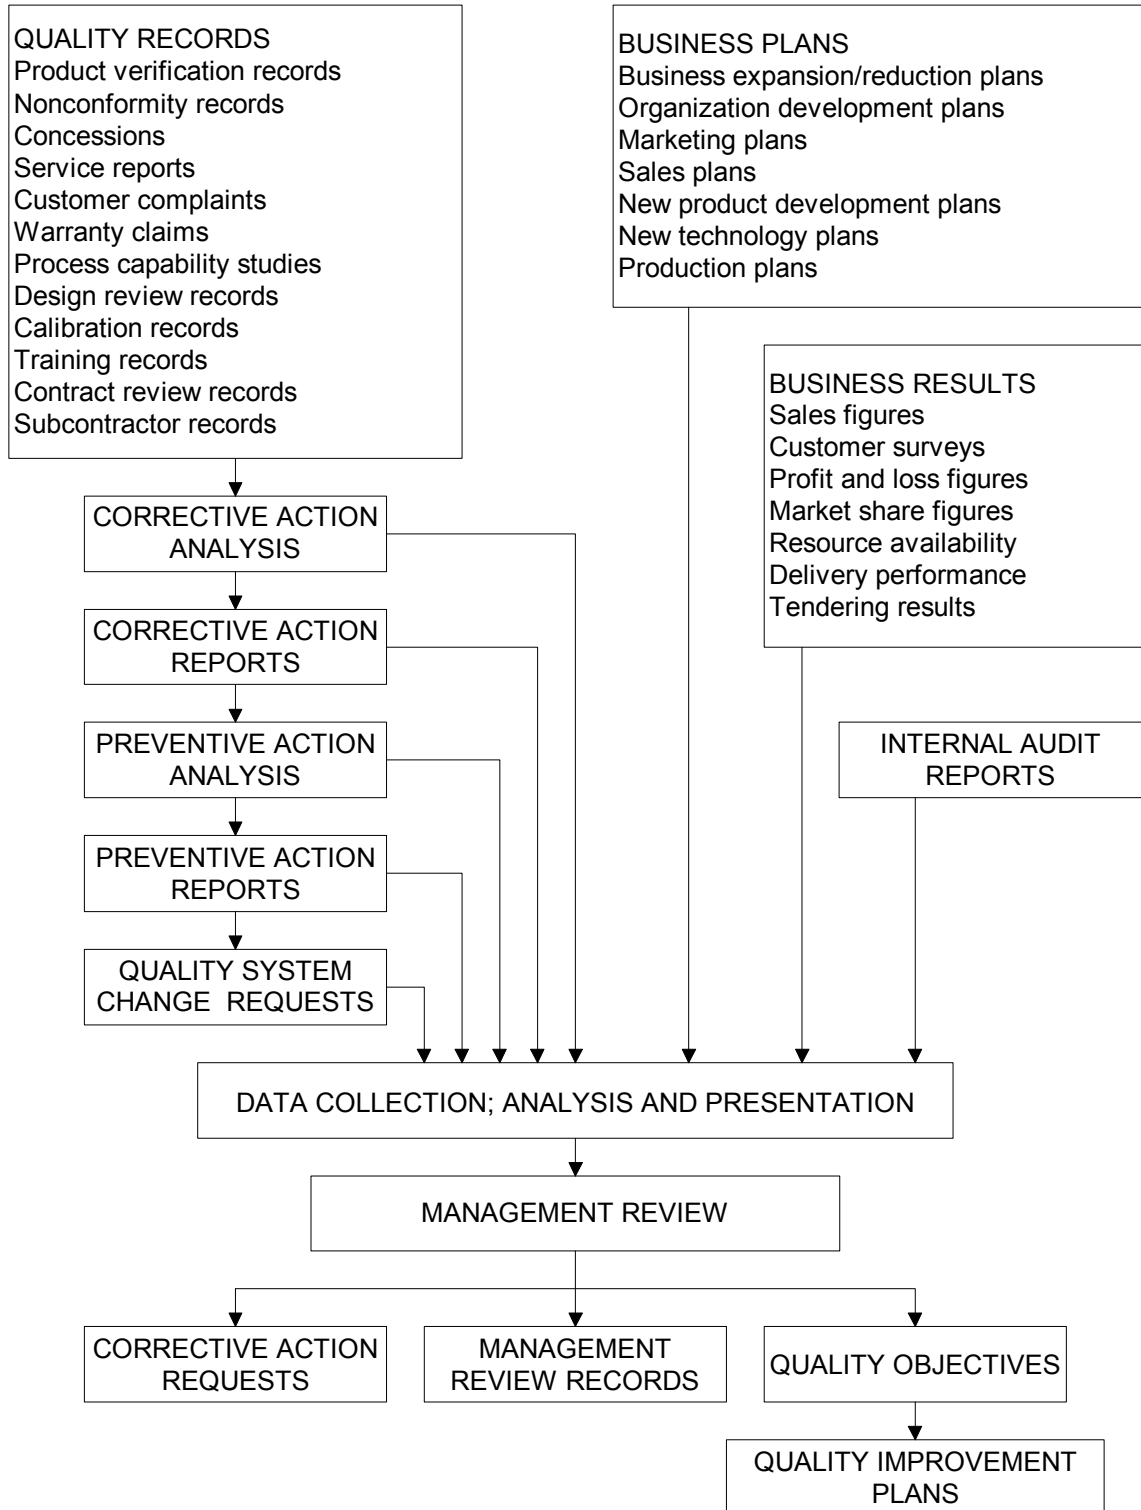 QUALITY RECORDS
Product verification records
Nonconformity records
Concessions
Service reports
Customer complaints
Warranty claims
Process capability studies
Design review records
Calibration records
Training records
Contract review records
Subcontractor records
BUSINESS PLANS
Business expansion/reduction plans
Organization development plans
Marketing plans
Sales plans
New product development plans
New technology plans
Production plans
BUSINESS RESULTS
Sales figures
Customer surveys
Profit and loss figures
Market share figures
Resource availability
Delivery performance
Tendering results
CORRECTIVE ACTION
ANALYSIS
CORRECTIVE ACTION
REPORTS
PREVENTIVE ACTION
ANALYSIS
INTERNAL AUDIT
REPORTS
PREVENTIVE ACTION
REPORTS
QUALITY SYSTEM
CHANGE  REQUESTS
DATA COLLECTION; ANALYSIS AND PRESENTATION
MANAGEMENT REVIEW
CORRECTIVE ACTION
REQUESTS
MANAGEMENT
REVIEW RECORDS
QUALITY OBJECTIVES
QUALITY IMPROVEMENT
PLANS